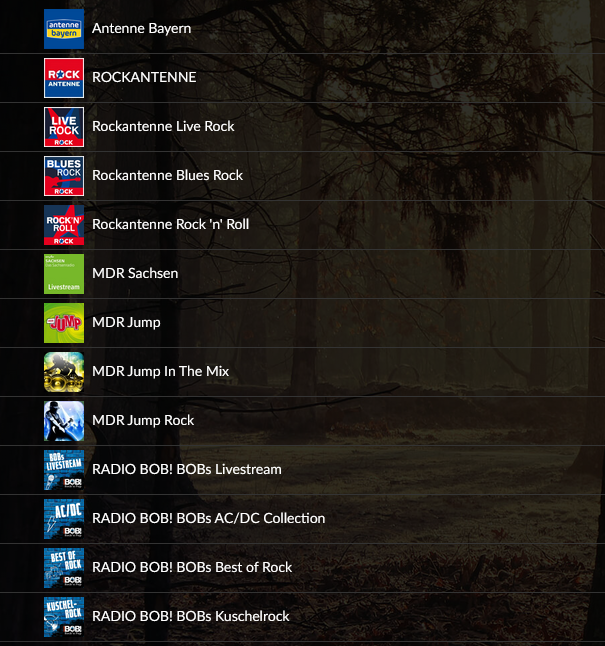 antenne
bayern
Antenne Bayern
ROCK
ANTENNE
ROCKANTENNE
LIVE
ROCK
ROCK
Rockantenne Live Rock
BLUES
ROCK
ROCK
Rockantenne Blues Rock
ROCK'N'
ROLL
ROCK
Rockantenne Rock 'n' Roll
SACHSEN
Livestream
MDR Sachsen
JUMP
MDR Jump
MDR Jump In The Mix
MDR Jump Rock
BOBs
LIVESTREAM
BOB!
RADIO BOB! BOBs Livestream
AC/DC
BOB!
RADIO BOB! BOBs AC/DC Collection
BEST OF
ROCK
BOB!
RADIO BOB! BOBs Best of Rock
KUSCHEL-
ROCK
BOB!
RADIO BOB! BOBs Kuschelrock